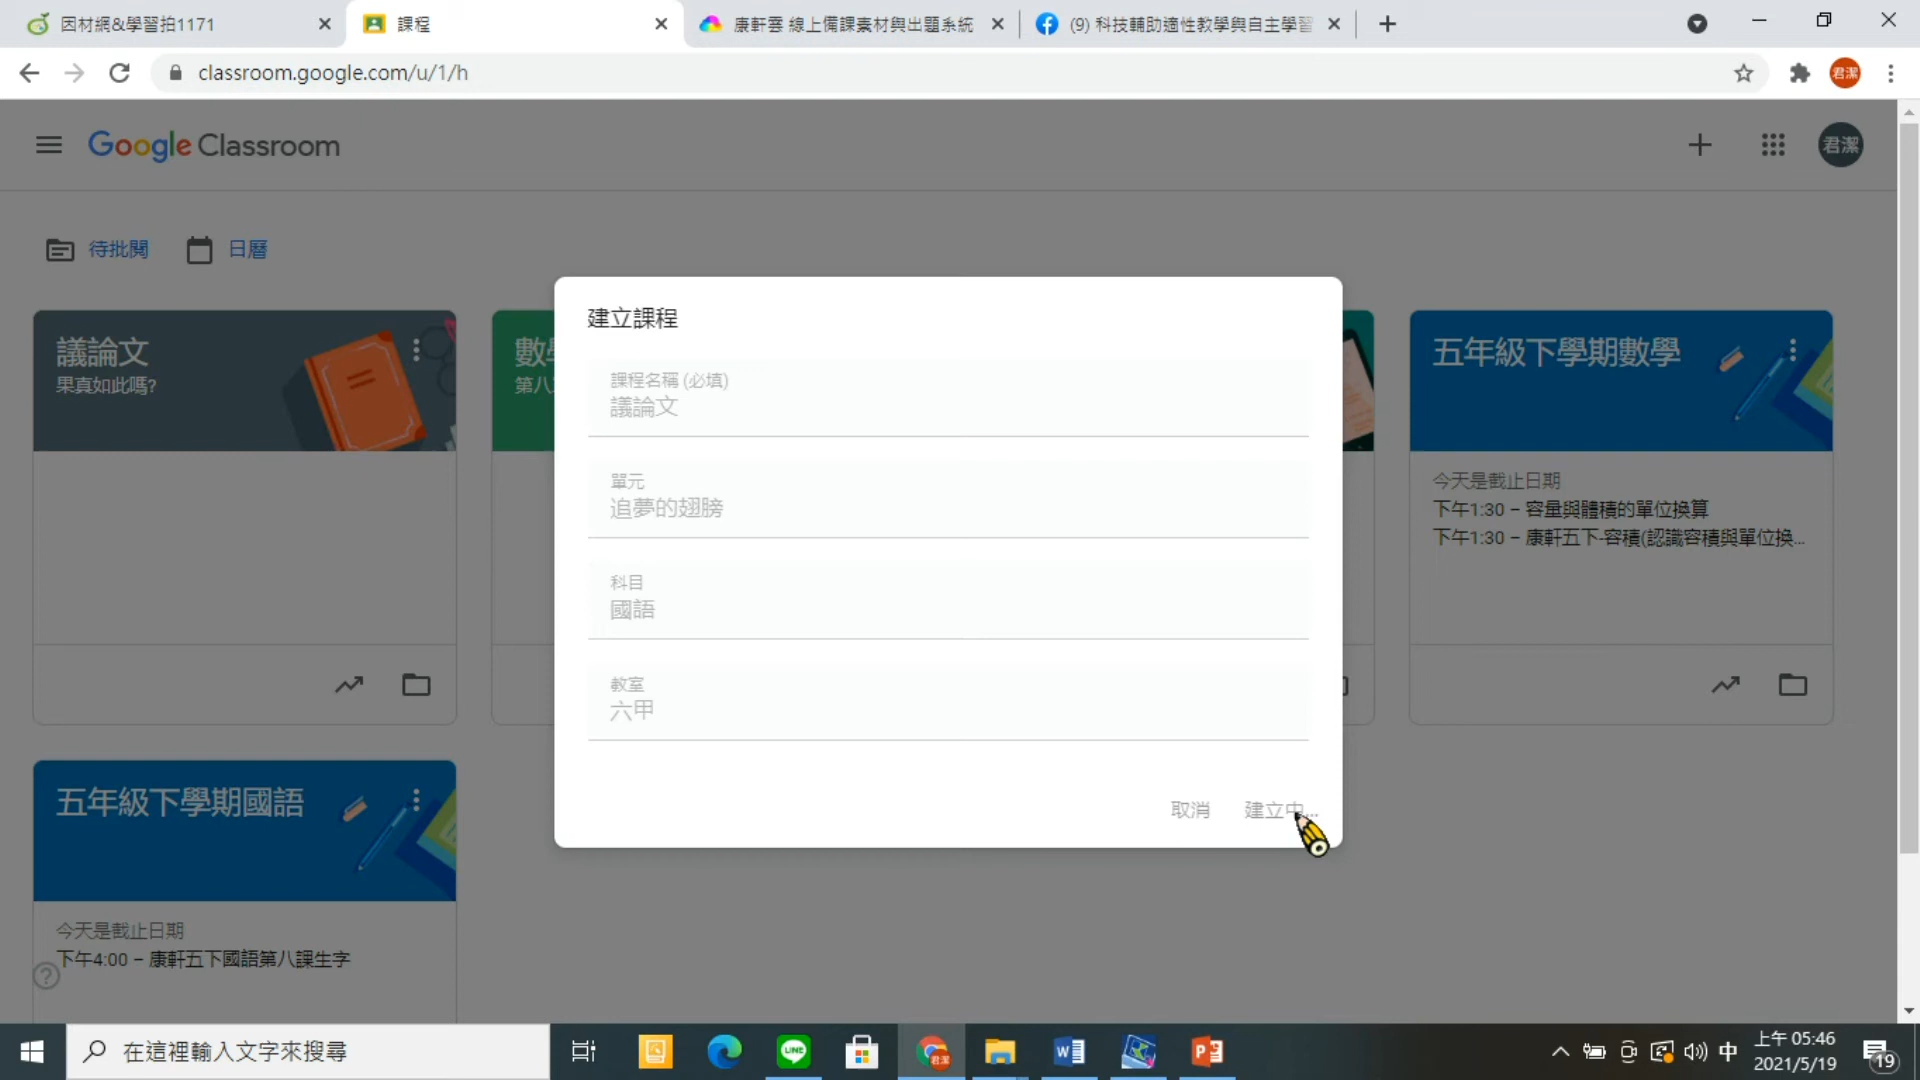 因材網&學習拍1171
課程
康軒雲 線上備課素材與出題系統
(9) 科技輔助適性教學與自主學習
classroom.google.com/u/1/h
君潔
Google Classroom
君潔
待批閱
日曆
議論文
果真如此嗎?
第八
五年級下學期數學
今天是截止日期
下午1:30 – 容量與體積的單位換算
下午1:30 – 康軒五下-容積(認識容積與單位換...
建立課程
課程名稱 (必填)
議論文
單元
追夢的翅膀
科目
國語
教室
六甲
取消
建立中...
五年級下學期國語
今天是截止日期
下午4:00 – 康軒五下國語第八課生字
在這裡輸入文字來搜尋
LINE
君潔
中
上午 05:46
2021/5/19
19